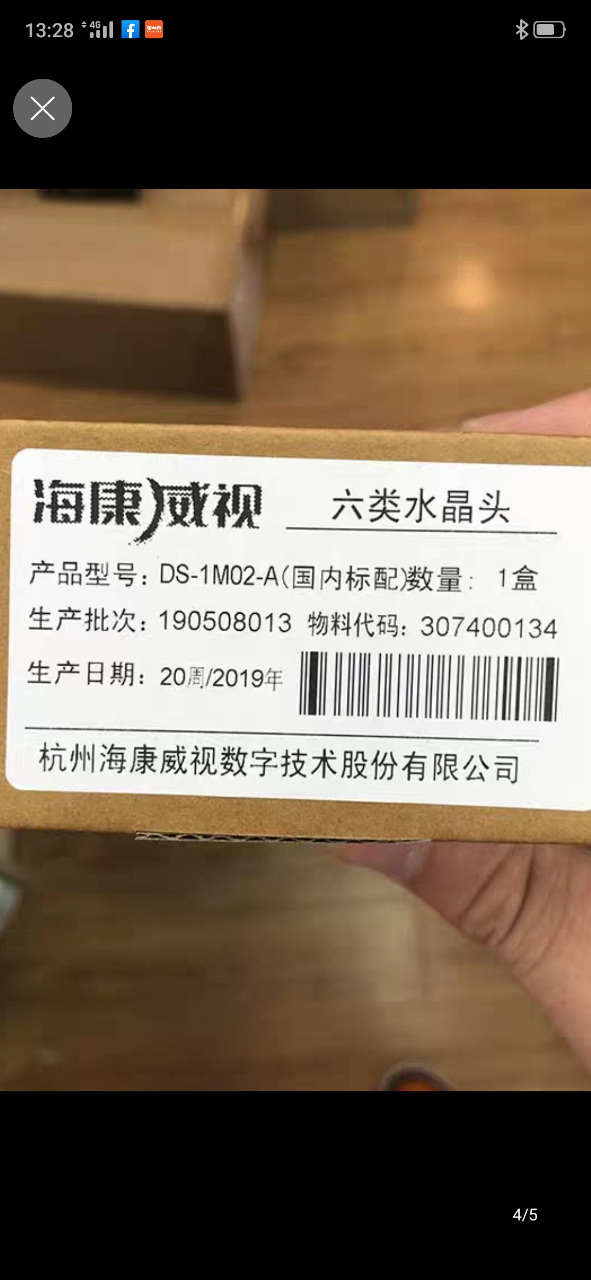 13:28 4G
海康威视 六类水晶头
产品型号: DS-1M02-A(国内标配)数量: 1盒
生产批次: 190508013 物料代码: 307400134
生产日期: 20周/2019年
杭州海康威视数字技术股份有限公司
4/5